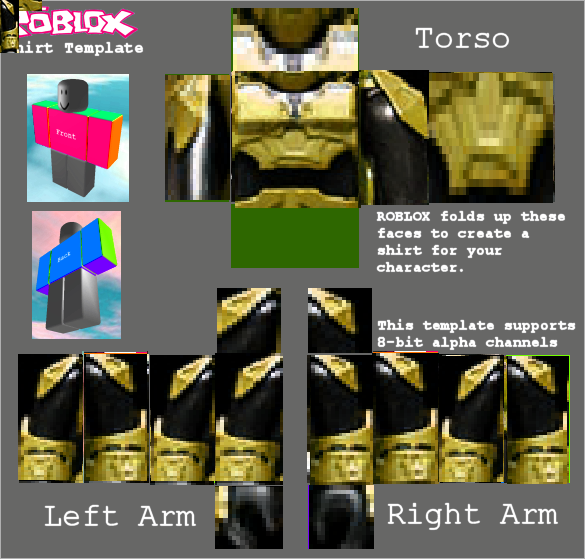 ROBLOX
Shirt Template
Torso
Front
Back
ROBLOX folds up these
faces to create a
shirt for your
character.
This template supports
8-bit alpha channels
Left Arm
Right Arm